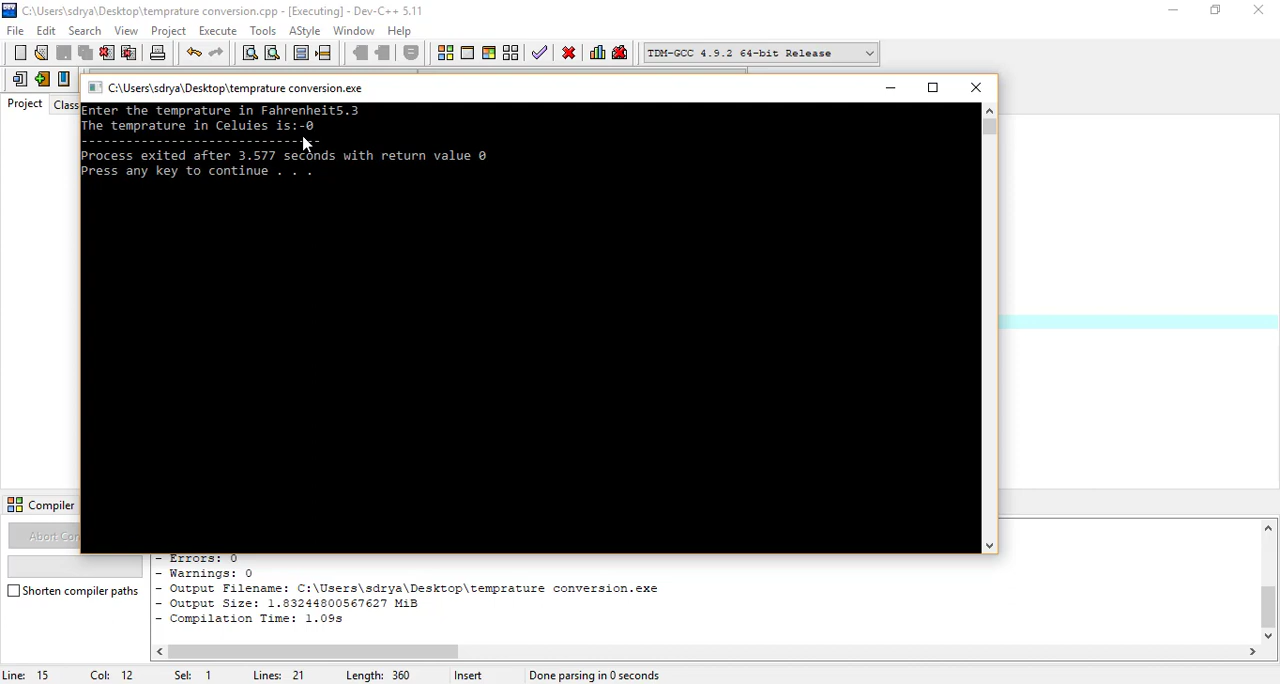 C:\Users\sdrya\Desktop\temprature conversion.cpp - [Executing] - Dev-C++ 5.11
File Edit Search View Project Execute Tools AStyle Window Help
TDM-GCC 4.9.2 64-bit Release
Project Class
C:\Users\sdrya\Desktop\temprature conversion.exe
Enter the temprature in Fahrenheit5.3
The temprature in Celuies is:-0
--------------------------------
Process exited after 3.577 seconds with return value 0
Press any key to continue . . .
Compiler
Abort Con
Shorten compiler paths
- Errors: 0
- Warnings: 0
- Output Filename: C:\Users\sdrya\Desktop\temprature conversion.exe
- Output Size: 1.83244800567627 MiB
- Compilation Time: 1.09s
Line: 15 Col: 12 Sel: 1 Lines: 21 Length: 360 Insert Done parsing in 0 seconds